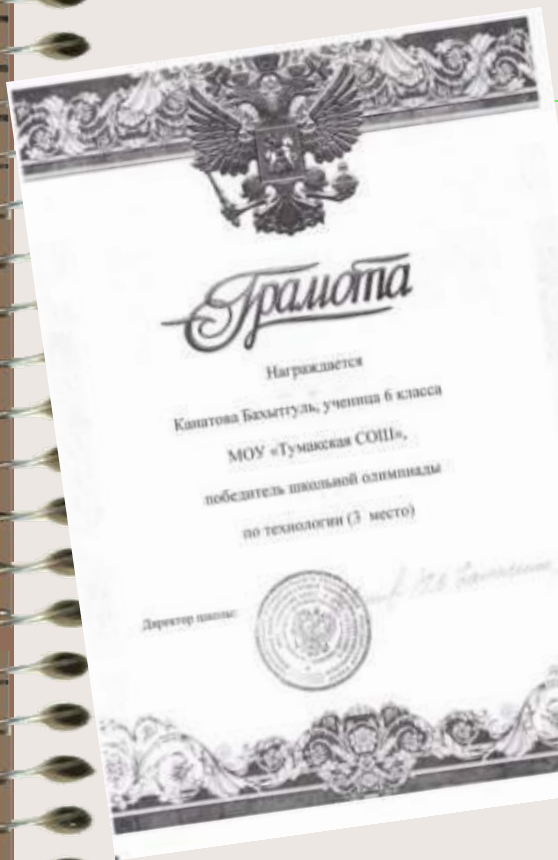 Грамота
Награждается
Канатова Бахытгуль, ученица 6 класса
МОУ «Тумакская СОШ»,
победитель школьной олимпиады
по технологии (3 место)
Директор школы: